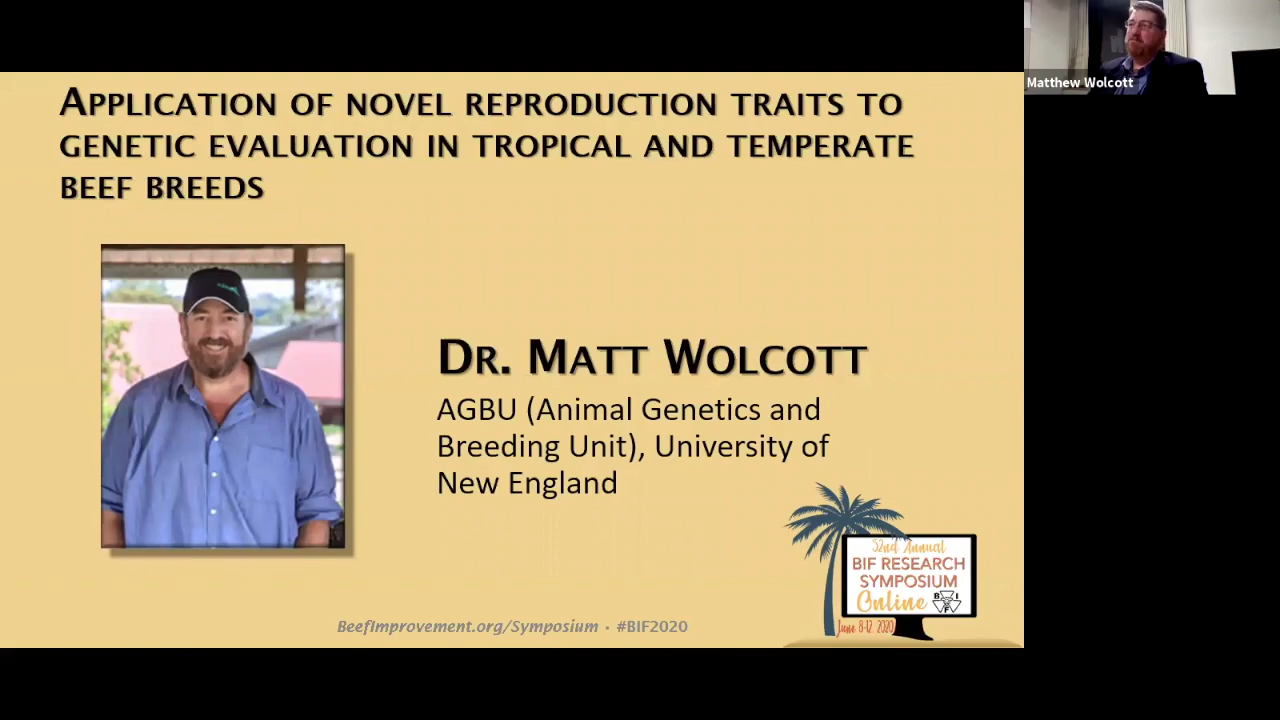 APPLICATION OF NOVEL REPRODUCTION TRAITS TO
GENETIC EVALUATION IN TROPICAL AND TEMPERATE
BEEF BREEDS
Matthew Wolcott
DR. MATT WOLCOTT
AGBU (Animal Genetics and
Breeding Unit), University of
New England
52nd Annual
BIF RESEARCH
SYMPOSIUM
Online
B I
F
June 8-12, 2020
BeefImprovement.org/Symposium • #BIF2020